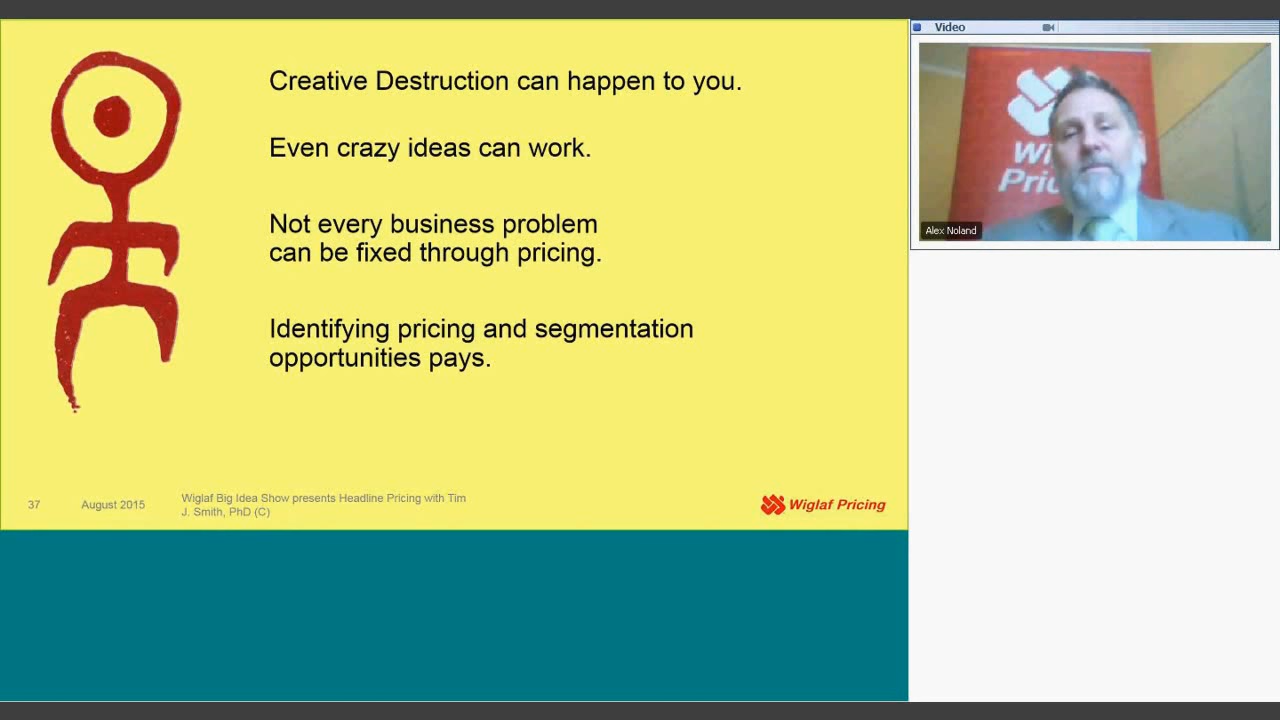 Creative Destruction can happen to you.
Even crazy ideas can work.
Not every business problem
can be fixed through pricing.
Identifying pricing and segmentation
opportunities pays.
37
August 2015
Wiglaf Big Idea Show presents Headline Pricing with Tim
J. Smith, PhD (C)
Wiglaf Pricing
Video
Alex Noland